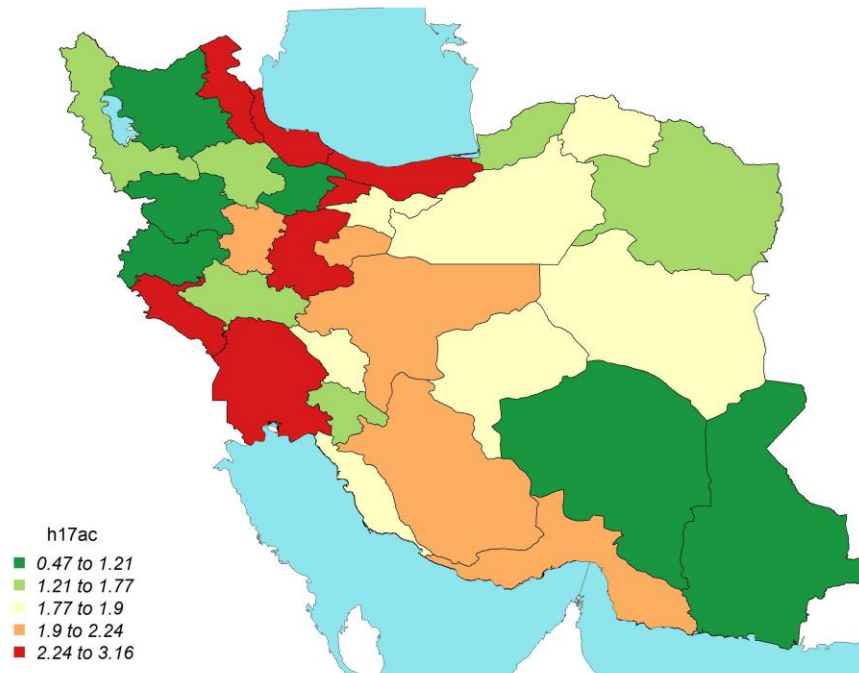 h17ac
0.47 to 1.21
1.21 to 1.77
1.77 to 1.9
1.9 to 2.24
2.24 to 3.16